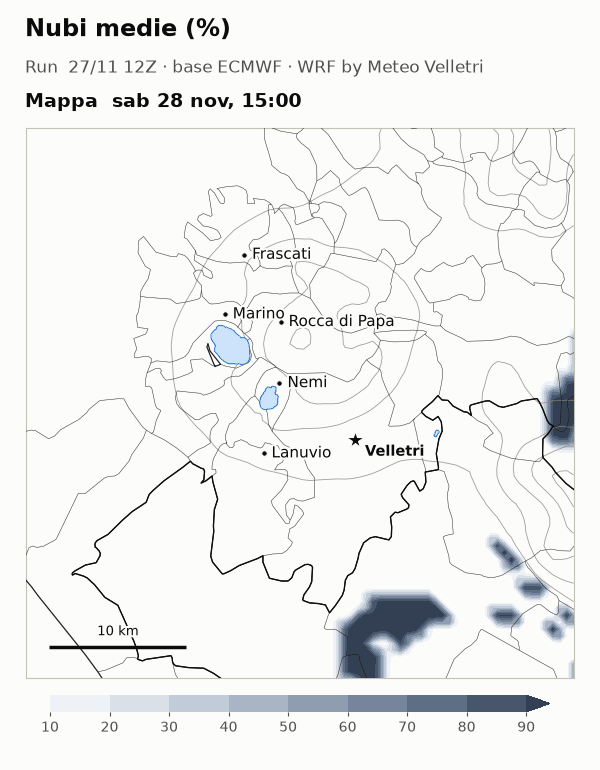 Nubi medie (%)
Run  27/11 12Z · base ECMWF · WRF by Meteo Velletri
Mappa  sab 28 nov, 15:00
Frascati
Marino
Rocca di Papa
Nemi
Velletri
Lanuvio
10 km
10 20 30 40 50 60 70 80 90